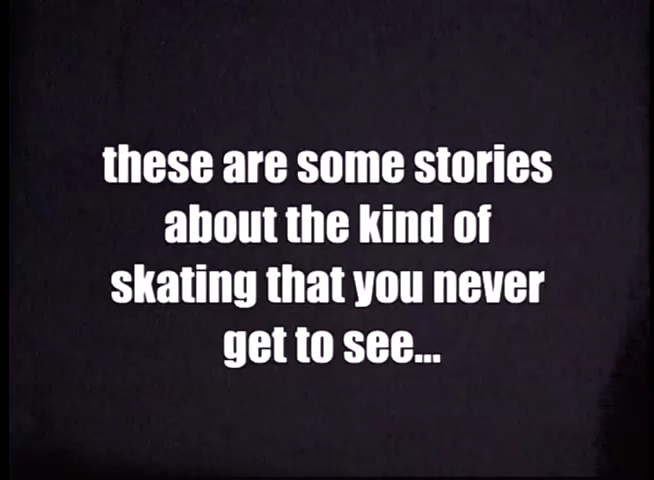 these are some stories
about the kind of
skating that you never
get to see...